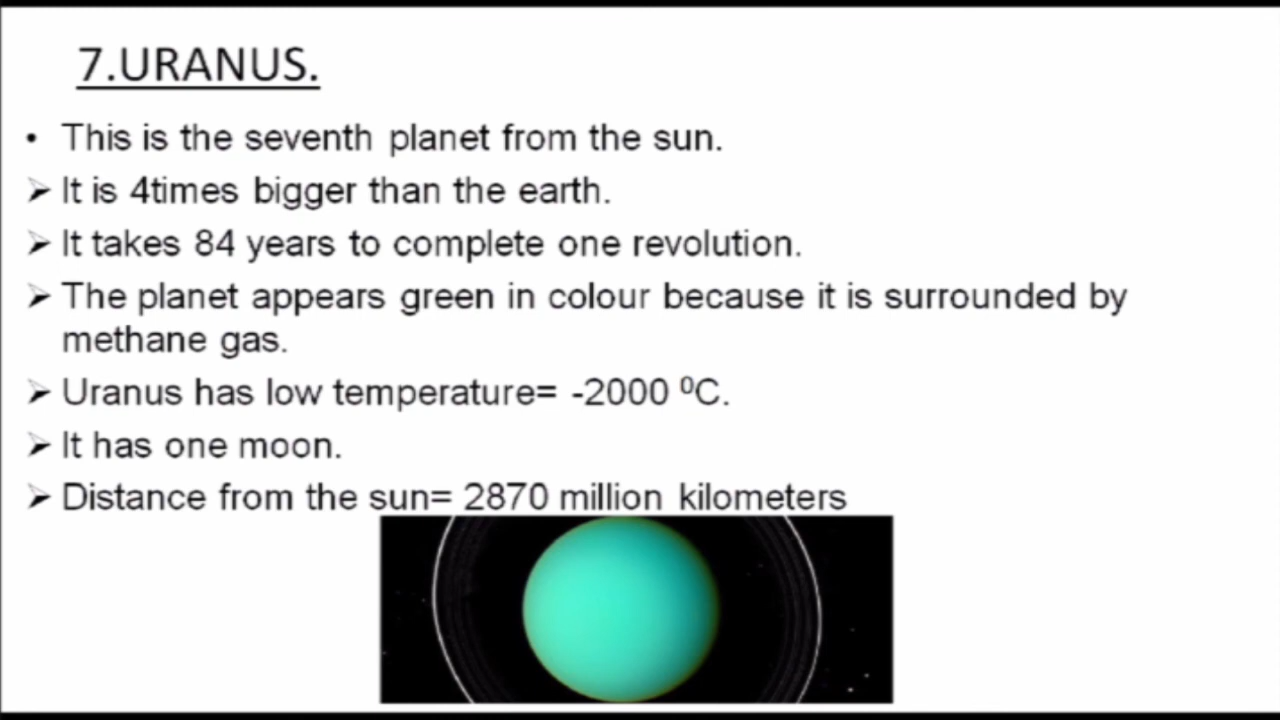 7.URANUS.
• This is the seventh planet from the sun.
➢ It is 4times bigger than the earth.
➢ It takes 84 years to complete one revolution.
➢ The planet appears green in colour because it is surrounded by
methane gas.
➢ Uranus has low temperature= -2000 ⁰C.
➢ It has one moon.
➢ Distance from the sun= 2870 million kilometers